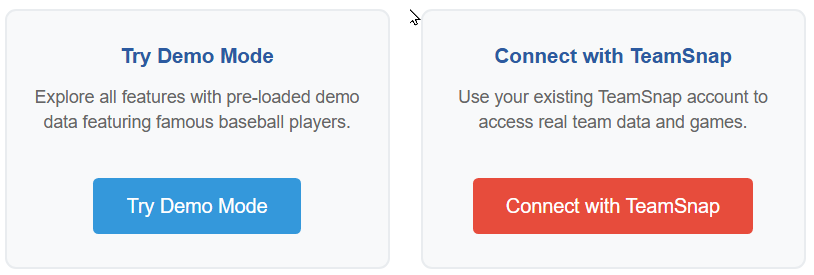 Try Demo Mode
Explore all features with pre-loaded demo
data featuring famous baseball players.
Try Demo Mode
Connect with TeamSnap
Use your existing TeamSnap account to
access real team data and games.
Connect with TeamSnap